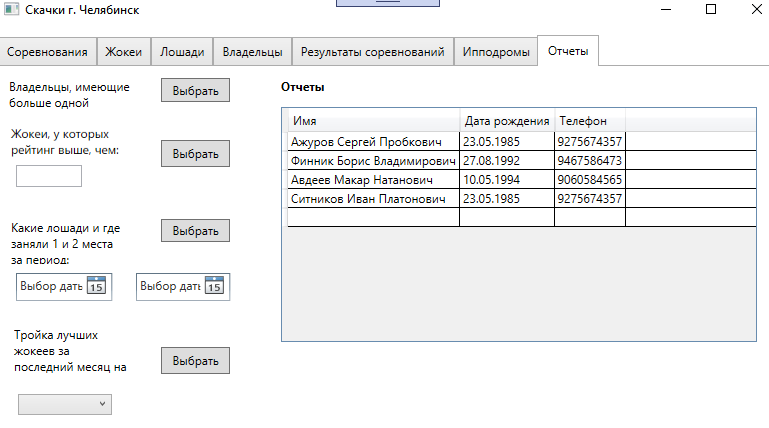 Скачки г. Челябинск
Соревнования Жокеи Лошади Владельцы Результаты соревнований Ипподромы Отчеты
Владельцы, имеющие
больше одной
Выбрать
Жокеи, у которых
рейтинг выше, чем:
Выбрать
Какие лошади и где
заняли 1 и 2 места
за период:
Выбрать
Выбор даты 15 Выбор даты 15
Тройка лучших
жокеев за
последний месяц на
Выбрать
Отчеты
Имя Дата рождения Телефон
Ажуров Сергей Пробкович 23.05.1985 9275674357
Финник Борис Владимирович 27.08.1992 9467586473
Авдеев Макар Натанович 10.05.1994 9060584565
Ситников Иван Платонович 23.05.1985 9275674357